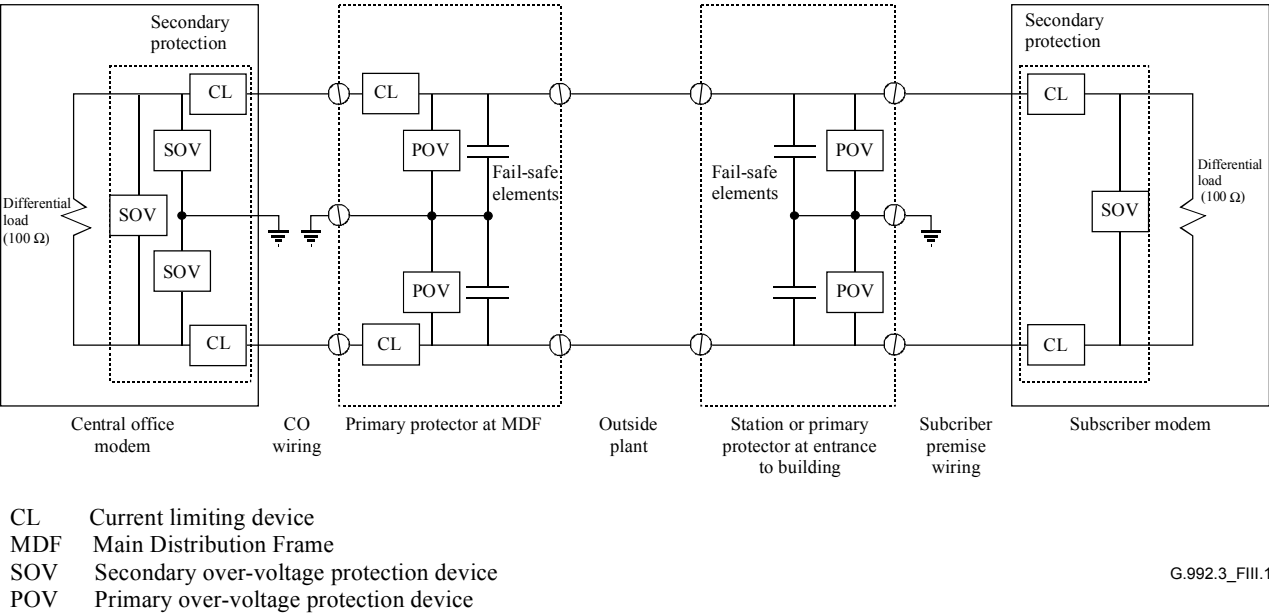 Secondary
protection
Secondary
protection
CL
CL
CL
SOV
POV
Fail-safe
elements
Fail-safe
elements
POV
Differential
load
(100 Ω)
SOV
SOV
Differential
load
(100 Ω)
SOV
POV
POV
CL
CL
CL
Central office
modem
CO
wiring
Primary protector at MDF
Outside
plant
Station or primary
protector at entrance
to building
Subcriber
premise
wiring
Subscriber modem
CL Current limiting device
MDF Main Distribution Frame
SOV Secondary over-voltage protection device
POV Primary over-voltage protection device
G.992.3_FIII.1